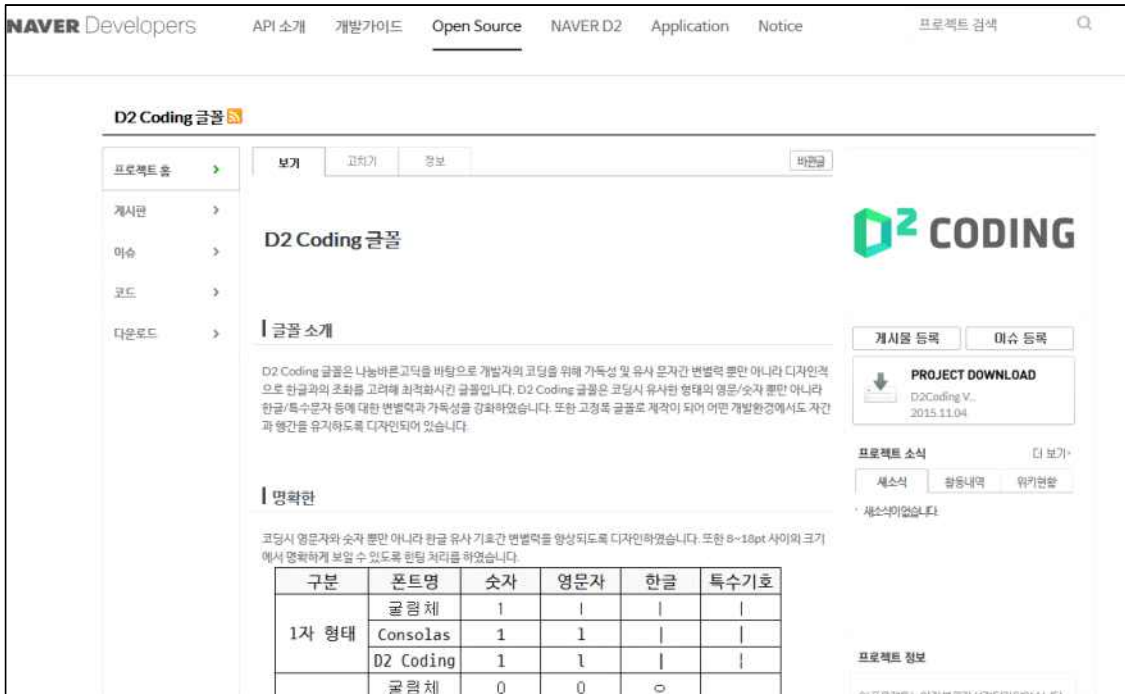 NAVER Developers
API 소개 개발가이드 Open Source NAVER D2 Application Notice
프로젝트 검색
D2 Coding 글꼴
프로젝트 홈
게시판
이슈
코드
다운로드
보기 고치기 정보
바뀐글
D2 Coding 글꼴
글꼴 소개
D2 Coding 글꼴은 나눔바른고딕을 바탕으로 개발자의 코딩을 위해 가독성 및 유사 문자간 변별력 뿐만 아니라 디자인적
으로 한글과의 조화를 고려해 최적화시킨 글꼴입니다. D2 Coding 글꼴은 코딩시 유사한 형태의 영문/숫자 뿐만 아니라
한글/특수문자 등에 대한 변별력과 가독성을 강화하였습니다. 또한 고정폭 글꼴로 제작이 되어 어떤 개발환경에서도 자간
과 행간을 유지하도록 디자인되어 있습니다.
명확한
코딩시 영문자와 숫자 뿐만 아니라 한글 유사 기호간 변별력을 향상되도록 디자인하였습니다. 또한 8~18pt 사이의 크기
에서 명확하게 보일 수 있도록 힌팅 처리를 하였습니다.
구분 폰트명 숫자 영문자 한글 특수기호
1자 형태
굴림체 1 l ㅣ |
Consolas 1 l ㅣ |
D2 Coding 1 l ㅣ ¦
굴림체 0 0 ㅇ
D2 CODING
게시물 등록 이슈 등록
PROJECT DOWNLOAD
D2Coding V..
2015.11.04
프로젝트 소식 더 보기
새소식 활동내역 위키현황
새소식이 없습니다.
프로젝트 정보